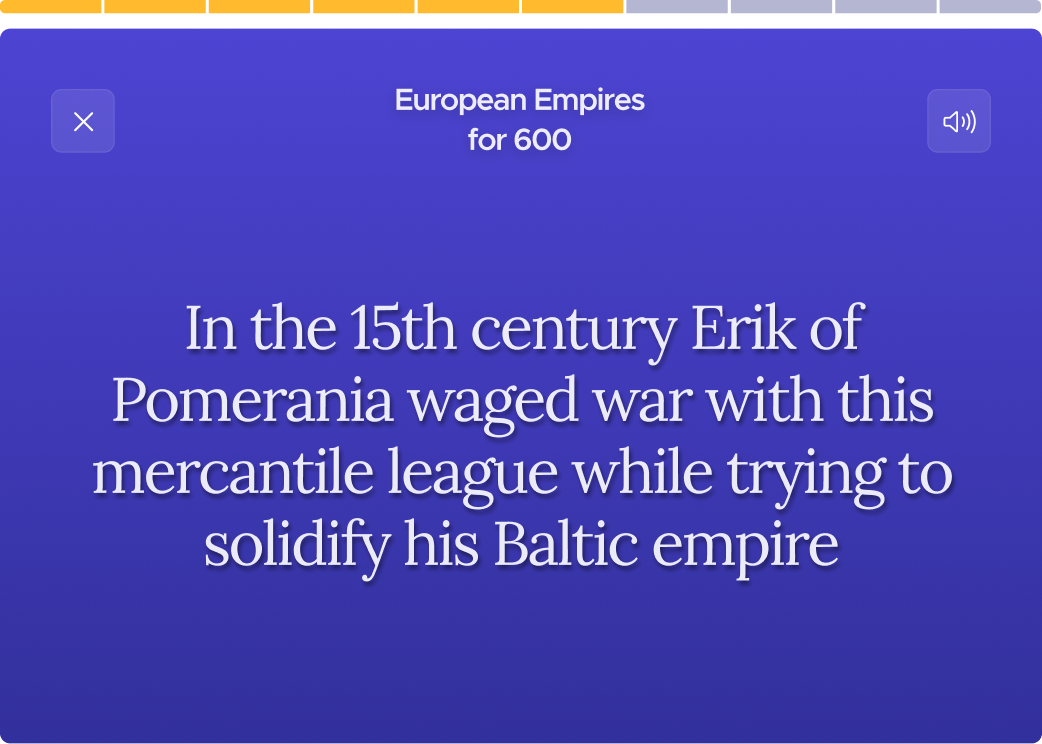 European Empires
for 600
In the 15th century Erik of
Pomerania waged war with this
mercantile league while trying to
solidify his Baltic empire